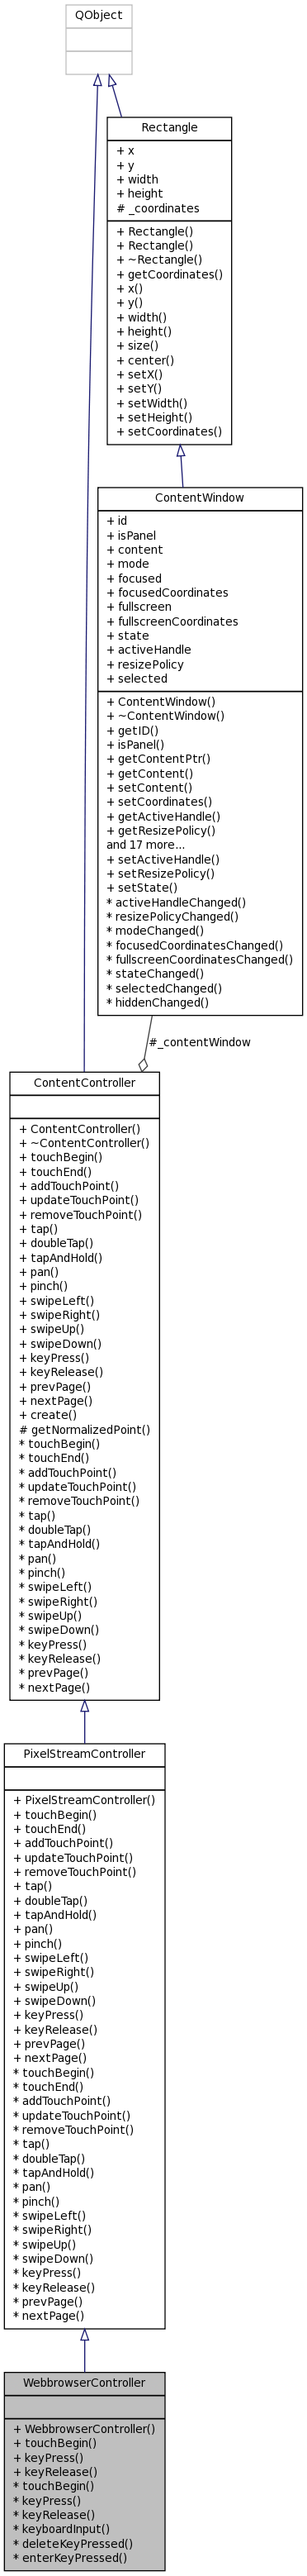 QObject
Rectangle
+ x
+ y
+ width
+ height
# _coordinates
+ Rectangle()
+ Rectangle()
+ ~Rectangle()
+ getCoordinates()
+ x()
+ y()
+ width()
+ height()
+ size()
+ center()
+ setX()
+ setY()
+ setWidth()
+ setHeight()
+ setCoordinates()
ContentWindow
+ id
+ isPanel
+ content
+ mode
+ focused
+ focusedCoordinates
+ fullscreen
+ fullscreenCoordinates
+ state
+ activeHandle
+ resizePolicy
+ selected
+ ContentWindow()
+ ~ContentWindow()
+ getID()
+ isPanel()
+ getContentPtr()
+ getContent()
+ setContent()
+ setCoordinates()
+ getActiveHandle()
+ getResizePolicy()
and 17 more...
+ setActiveHandle()
+ setResizePolicy()
+ setState()
* activeHandleChanged()
* resizePolicyChanged()
* modeChanged()
* focusedCoordinatesChanged()
* fullscreenCoordinatesChanged()
* stateChanged()
* selectedChanged()
* hiddenChanged()
#_contentWindow
ContentController
+ ContentController()
+ ~ContentController()
+ touchBegin()
+ touchEnd()
+ addTouchPoint()
+ updateTouchPoint()
+ removeTouchPoint()
+ tap()
+ doubleTap()
+ tapAndHold()
+ pan()
+ pinch()
+ swipeLeft()
+ swipeRight()
+ swipeUp()
+ swipeDown()
+ keyPress()
+ keyRelease()
+ prevPage()
+ nextPage()
+ create()
# getNormalizedPoint()
* touchBegin()
* touchEnd()
* addTouchPoint()
* updateTouchPoint()
* removeTouchPoint()
* tap()
* doubleTap()
* tapAndHold()
* pan()
* pinch()
* swipeLeft()
* swipeRight()
* swipeUp()
* swipeDown()
* keyPress()
* keyRelease()
* prevPage()
* nextPage()
PixelStreamController
+ PixelStreamController()
+ touchBegin()
+ touchEnd()
+ addTouchPoint()
+ updateTouchPoint()
+ removeTouchPoint()
+ tap()
+ doubleTap()
+ tapAndHold()
+ pan()
+ pinch()
+ swipeLeft()
+ swipeRight()
+ swipeUp()
+ swipeDown()
+ keyPress()
+ keyRelease()
+ prevPage()
+ nextPage()
* touchBegin()
* touchEnd()
* addTouchPoint()
* updateTouchPoint()
* removeTouchPoint()
* tap()
* doubleTap()
* tapAndHold()
* pan()
* pinch()
* swipeLeft()
* swipeRight()
* swipeUp()
* swipeDown()
* keyPress()
* keyRelease()
* prevPage()
* nextPage()
WebbrowserController
+ WebbrowserController()
+ touchBegin()
+ keyPress()
+ keyRelease()
* touchBegin()
* keyPress()
* keyRelease()
* keyboardInput()
* deleteKeyPressed()
* enterKeyPressed()